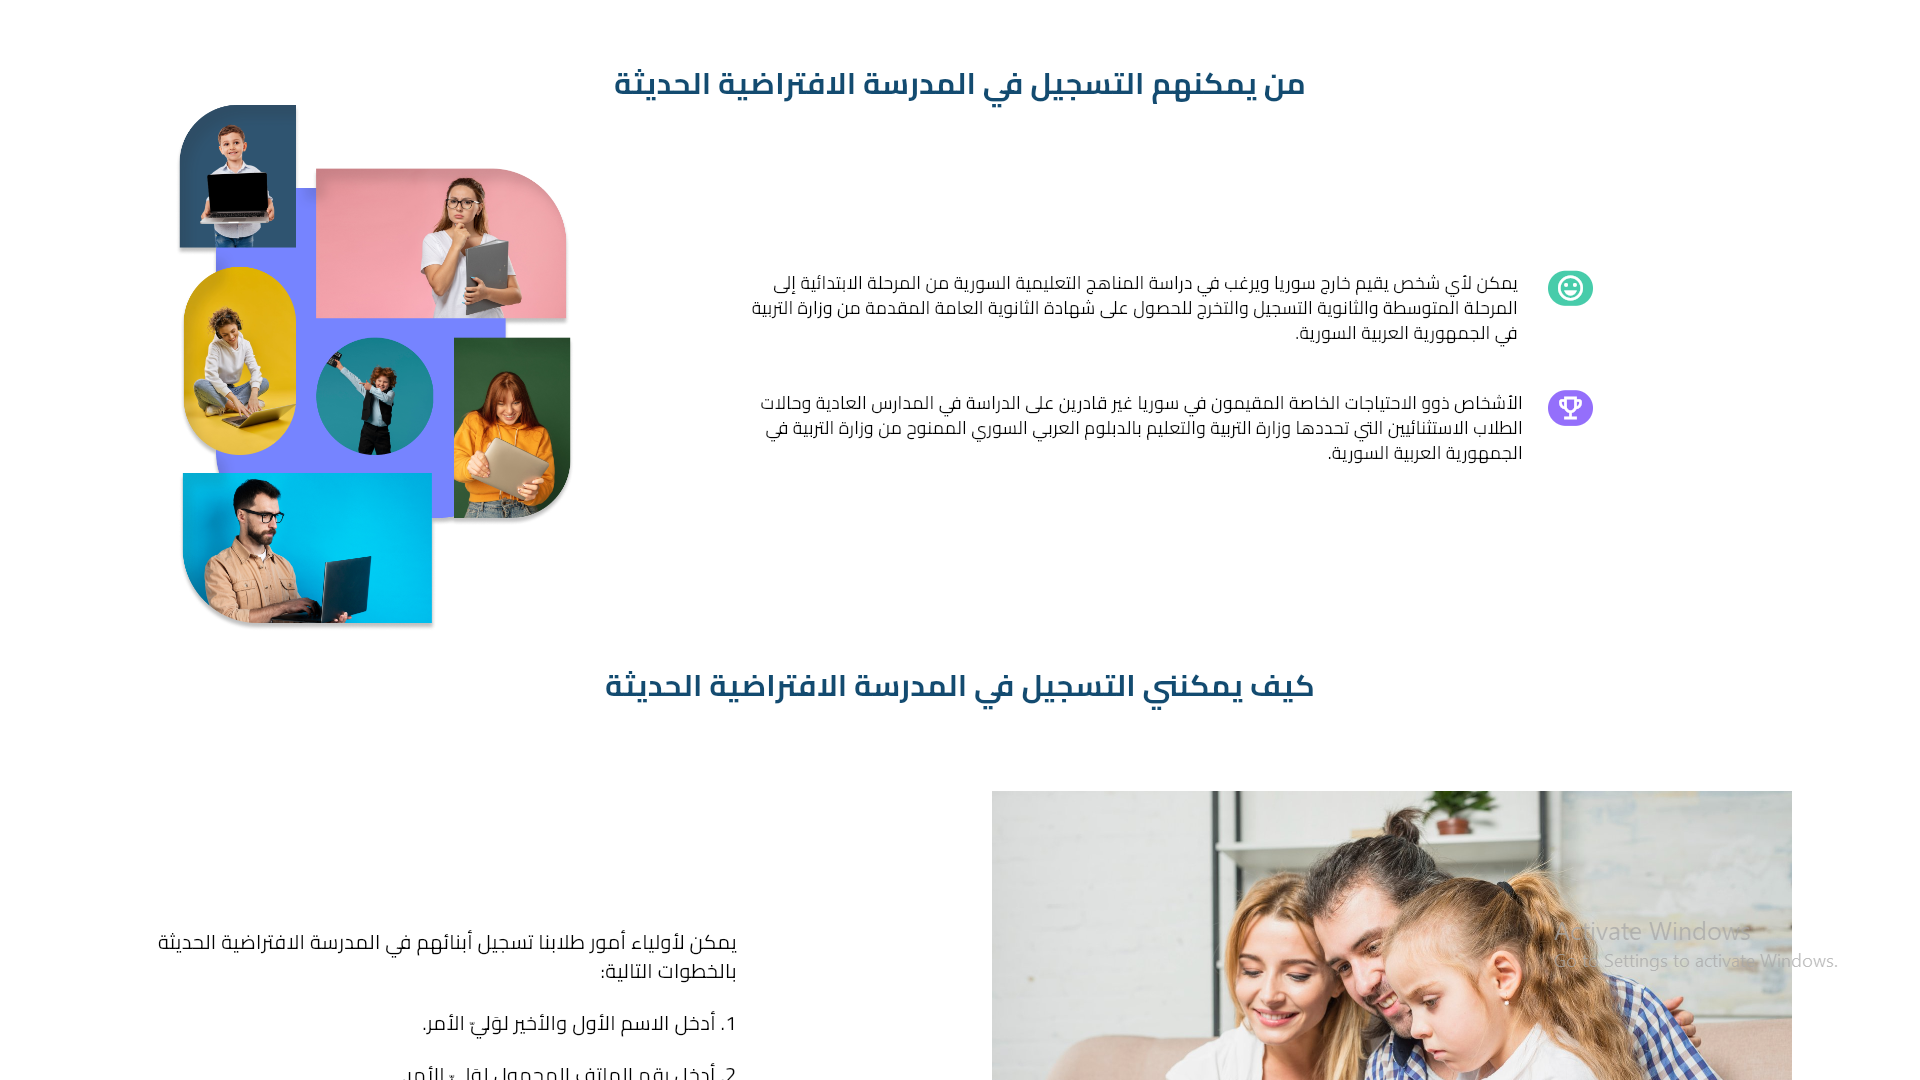 من يمكنهم التسجيل في المدرسة الافتراضية الحديثة
يمكن لأي شخص يقيم خارج سوريا ويرغب في دراسة المناهج التعليمية السورية من المرحلة الابتدائية إلى
المرحلة المتوسطة والثانوية التسجيل والتخرج للحصول على شهادة الثانوية العامة المقدمة من وزارة التربية
في الجمهورية العربية السورية.
الأشخاص ذوو الاحتياجات الخاصة المقيمون في سوريا غير قادرين على الدراسة في المدارس العادية وحالات
الطلاب الاستثنائيين التي تحددها وزارة التربية والتعليم بالدبلوم العربي السوري الممنوح من وزارة التربية في
الجمهورية العربية السورية.
كيف يمكنني التسجيل في المدرسة الافتراضية الحديثة
يمكن لأولياء أمور طلابنا تسجيل أبنائهم في المدرسة الافتراضية الحديثة
بالخطوات التالية:
1. أدخل الاسم الأول والأخير لوَليّ الأمر.
2. أدخل رقم الهاتف المحمول لوَليّ الأمر.
Activate Windows
Go to Settings to activate Windows.